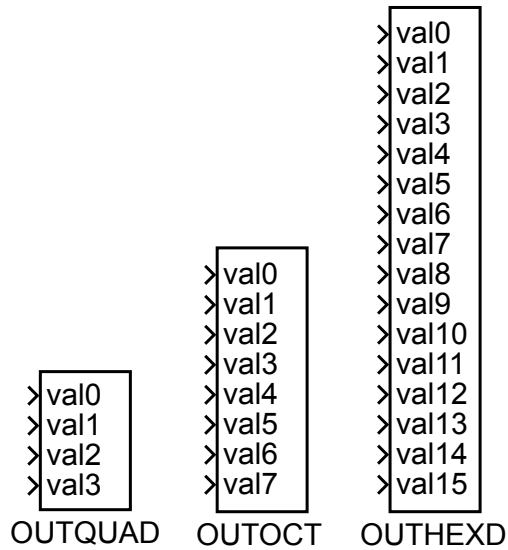 val0
val1
val2
val3
OUTQUAD
val0
val1
val2
val3
val4
val5
val6
val7
OUTOCT
val0
val1
val2
val3
val4
val5
val6
val7
val8
val9
val10
val11
val12
val13
val14
val15
OUTHEXD